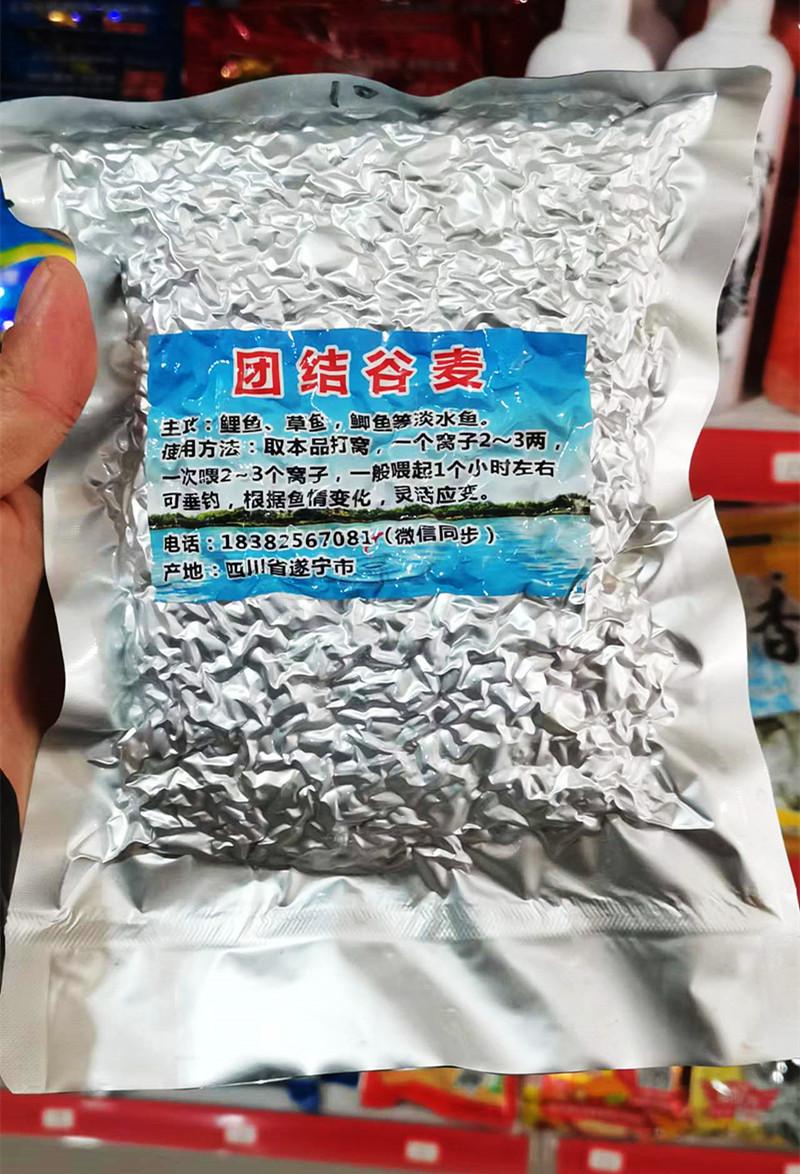 10
团结谷麦
主攻：鲤鱼、草鱼，鲫鱼等淡水鱼。
使用方法：取本品打窝，一个窝子2～3两，
一次喂2～3个窝子，一般喂起1个小时左右
可垂钓，根据鱼情变化，灵活应变。
电话：18382567081（微信同步）
产地：四川省遂宁市
香